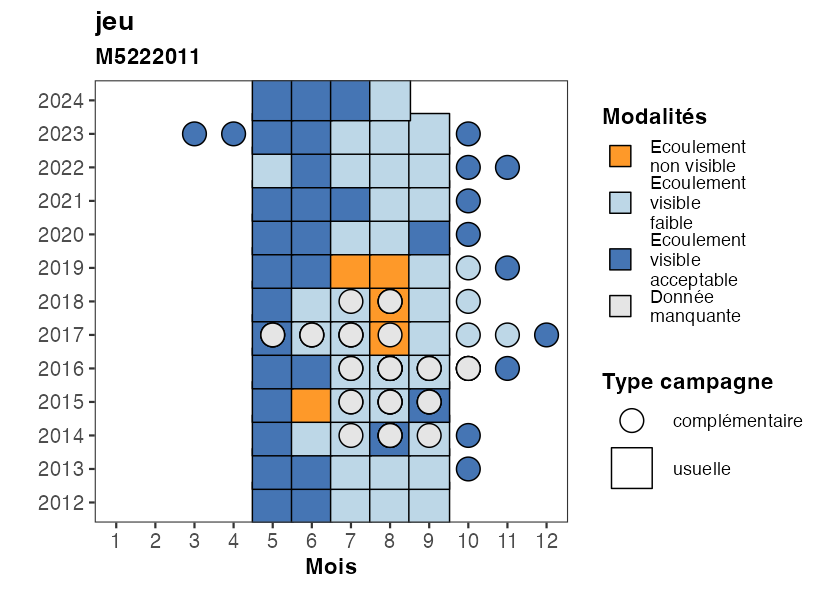 jeu
M5222011
2024
2023
2022
2021
2020
2019
2018
2017
2016
2015
2014
2013
2012
1 2 3 4 5 6 7 8 9 10 11 12
Mois
Modalités
Ecoulement
non visible
Ecoulement
visible
faible
Ecoulement
visible
acceptable
Donnée
manquante
Type campagne
complémentaire
usuelle